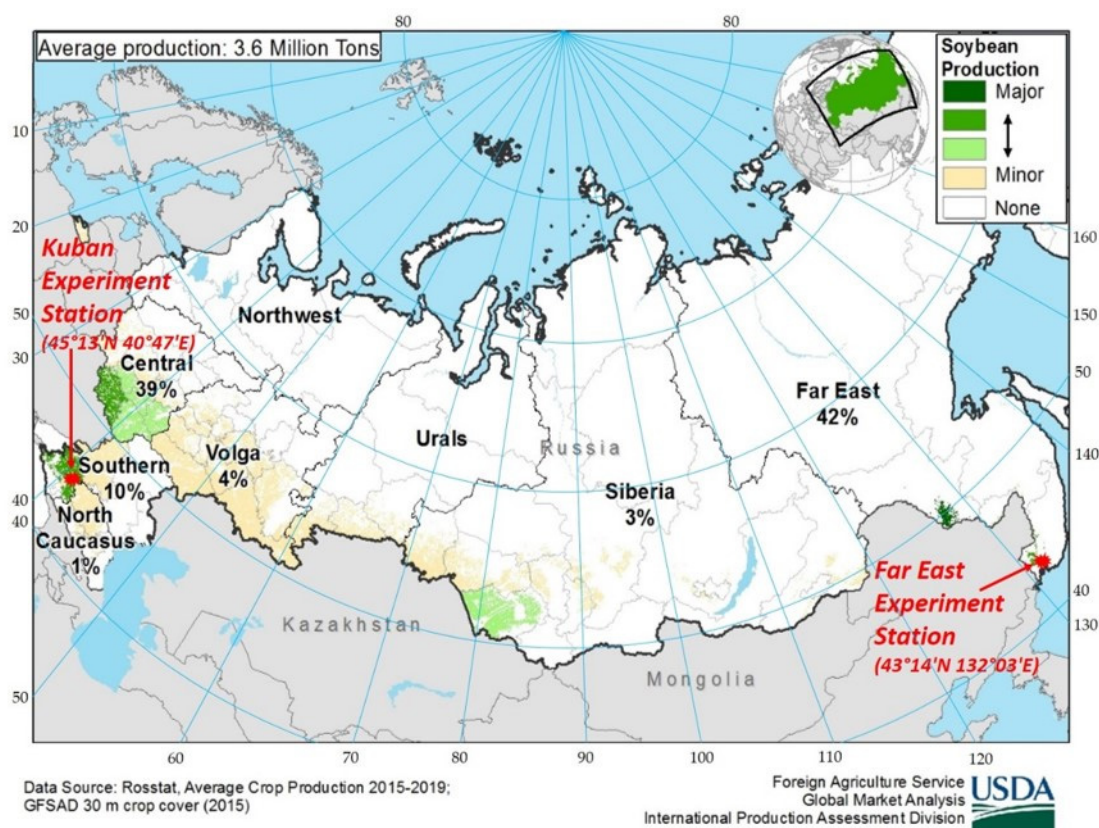 80
80
Average production: 3.6 Million Tons
Soybean
Production
Major
Minor
None
10
20
50
30
40
40
50
160
150
50
140
40
130
Kuban
Experiment
Station
(45°13'N 40°47'E)
Northwest
Central
39%
Far East
42%
Urals
Russia
Volga
4%
Southern
10%
Siberia
3%
North
Caucasus
1%
Far East
Experiment
Station
(43°14'N 132°03'E)
Kazakhstan
Mongolia
60
70
80
90
100
110
120
Data Source: Rosstat, Average Crop Production 2015-2019;
GFSAD 30 m crop cover (2015)
Foreign Agriculture Service
Global Market Analysis
International Production Assessment Division
USDA